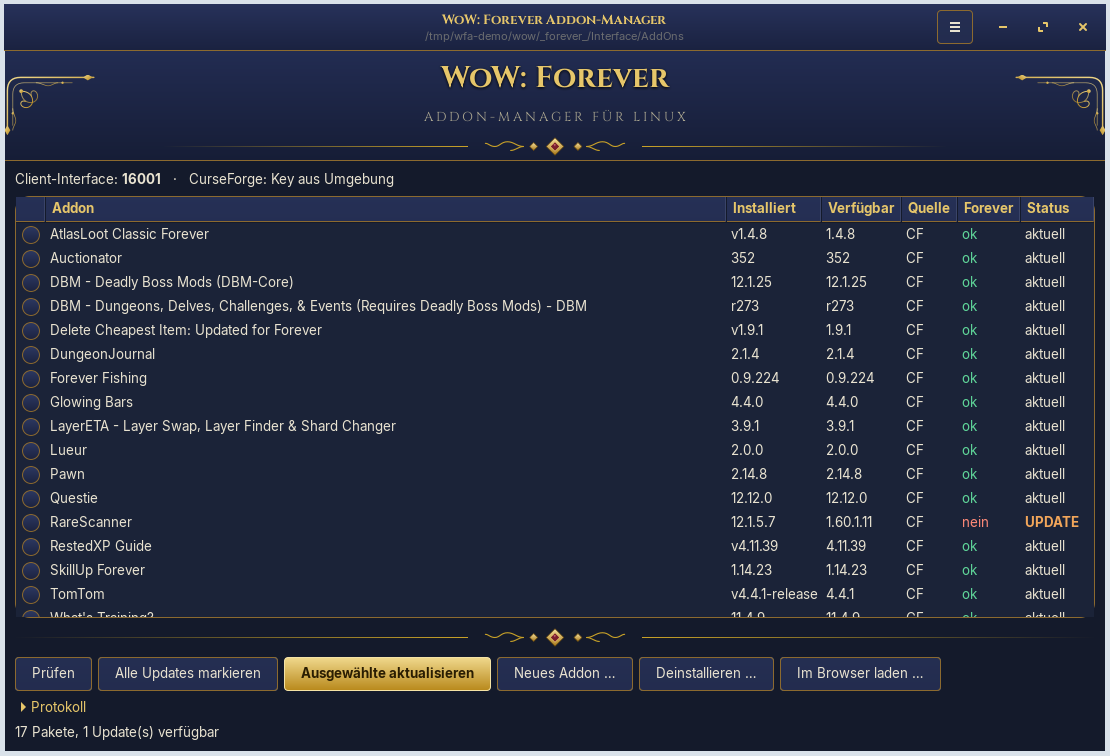 WoW: Forever Addon-Manager
/tmp/wfa-demo/wow/_forever_/Interface/AddOns
WoW: Forever
ADDON-MANAGER FÜR LINUX
Client-Interface: 16001 · CurseForge: Key aus Umgebung
Addon Installiert Verfügbar Quelle Forever Status
AtlasLoot Classic Forever v1.4.8 1.4.8 CF ok aktuell
Auctionator 352 352 CF ok aktuell
DBM - Deadly Boss Mods (DBM-Core) 12.1.25 12.1.25 CF ok aktuell
DBM - Dungeons, Delves, Challenges, & Events (Requires Deadly Boss Mods) - DBM r273 r273 CF ok aktuell
Delete Cheapest Item: Updated for Forever v1.9.1 1.9.1 CF ok aktuell
DungeonJournal 2.1.4 2.1.4 CF ok aktuell
Forever Fishing 0.9.224 0.9.224 CF ok aktuell
Glowing Bars 4.4.0 4.4.0 CF ok aktuell
LayerETA - Layer Swap, Layer Finder & Shard Changer 3.9.1 3.9.1 CF ok aktuell
Lueur 2.0.0 2.0.0 CF ok aktuell
Pawn 2.14.8 2.14.8 CF ok aktuell
Questie 12.12.0 12.12.0 CF ok aktuell
RareScanner 12.1.5.7 1.60.1.11 CF nein UPDATE
RestedXP Guide v4.11.39 4.11.39 CF ok aktuell
SkillUp Forever 1.14.23 1.14.23 CF ok aktuell
TomTom v4.4.1-release 4.4.1 CF ok aktuell
What's Training? 11.4.9 11.4.9 CF ok aktuell
Prüfen Alle Updates markieren Ausgewählte aktualisieren Neues Addon ... Deinstallieren ... Im Browser laden ...
Protokoll
17 Pakete, 1 Update(s) verfügbar